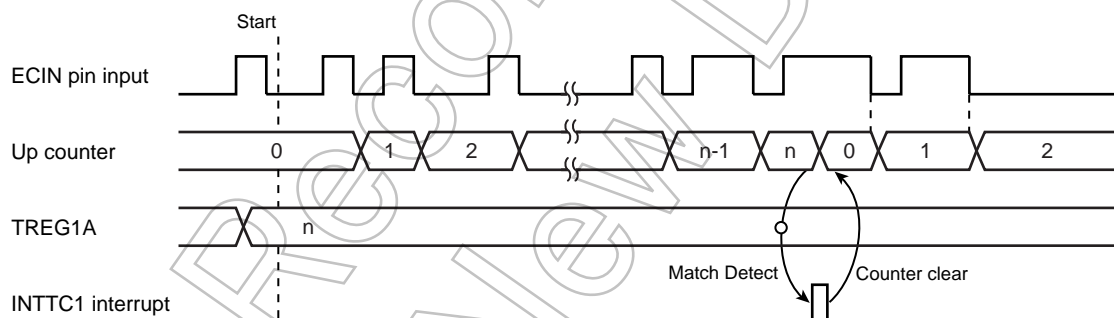 Start
ECIN pin input
Up counter
0 1 2 n-1 n 0 1 2
TREG1A
n
Match Detect
Counter clear
INTTC1 interrupt